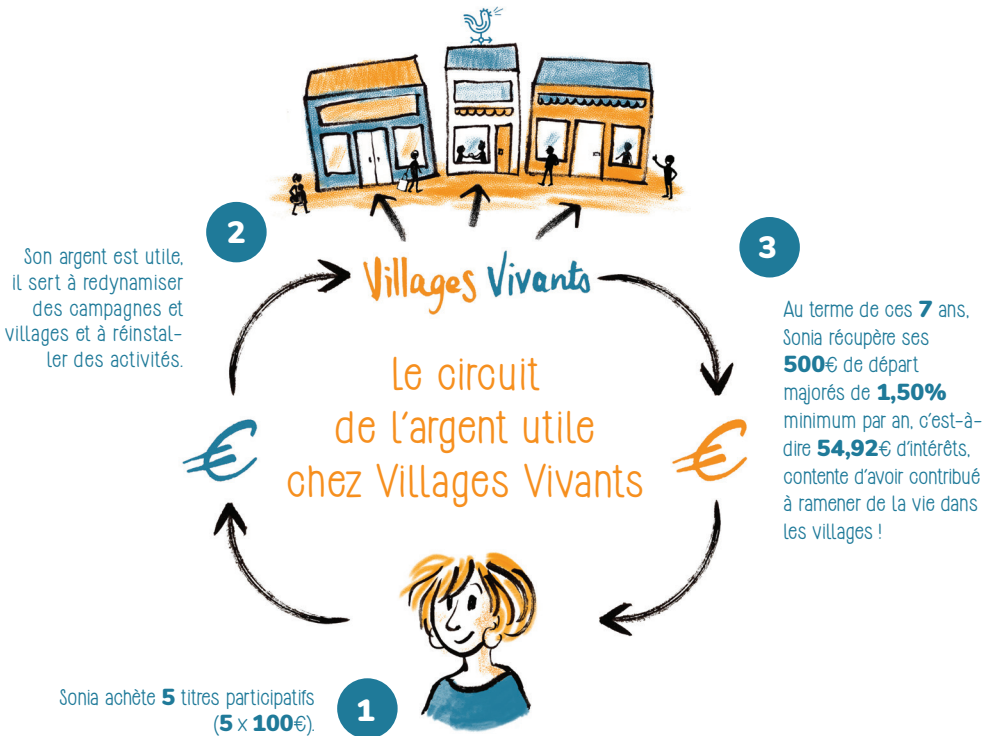 Villages Vivants
Le circuit
de l'argent utile
chez Villages Vivants
1
Sonia achète 5 titres participatifs
(5 x 100€).
2
Son argent est utile,
il sert à redynamiser
des campagnes et
villages et à réinstal-
ler des activités.
€
3
Au terme de ces 7 ans,
Sonia récupère ses
500€ de départ
majorés de 1,50%
minimum par an, c'est-à-
dire 54,92€ d'intérêts,
contente d'avoir contribué
à ramener de la vie dans
les villages !
€